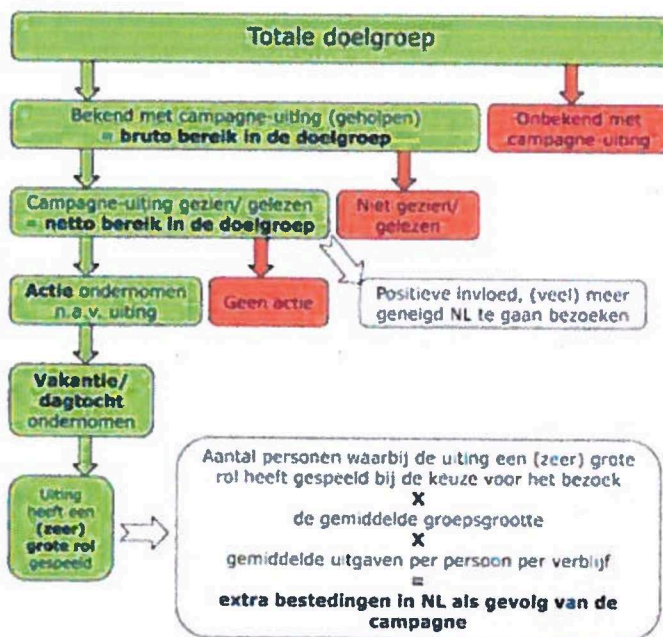 Totale doelgroep
Bekend met campagne-uiting (geholpen)
= bruto bereik in de doelgroep
Onbekend met
campagne-uiting
Campagne-uiting gezien/ gelezen
= netto bereik in de doelgroep
Niet gezien/
gelezen
Actie ondernomen
n.a.v. uiting
Geen actie
Positieve invloed, (veel) meer
geneigd NL te gaan bezoeken
Vakantie/
dagtocht
ondernomen
Uiting
heeft een
(zeer)
grote rol
gespeeld
Aantal personen waarbij de uiting een (zeer) grote
rol heeft gespeeld bij de keuze voor het bezoek
X
de gemiddelde groepsgrootte
X
gemiddelde uitgaven per persoon per verblijf
=
extra bestedingen in NL als gevolg van de
campagne